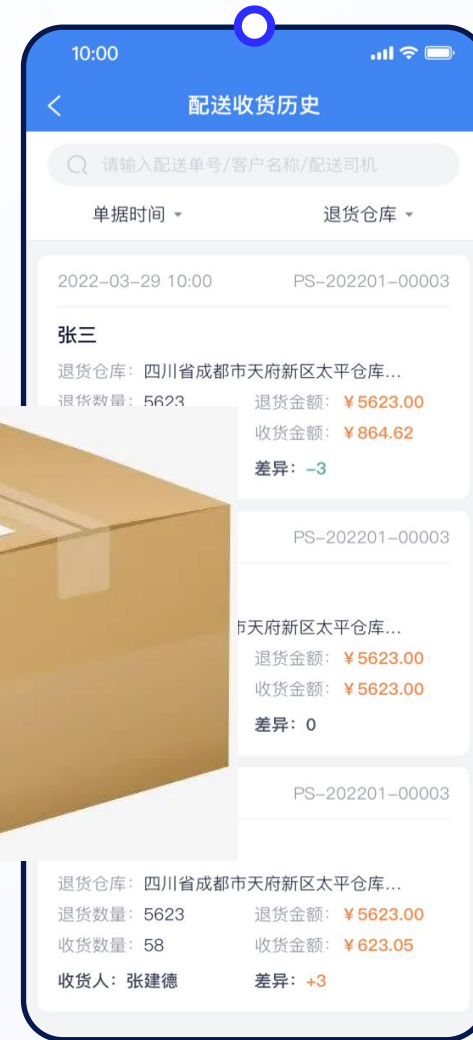 10:00
配送收货历史
请输入配送单号/客户名称/配送司机
单据时间 退货仓库
2022-03-29 10:00 PS-202201-00003
张三
退货仓库: 四川省成都市天府新区太平仓库...
退货数量: 5623 退货金额: ¥5623.00
收货金额: ¥864.62
差异: -3
PS-202201-00003
市天府新区太平仓库...
退货金额: ¥5623.00
收货金额: ¥5623.00
差异: 0
PS-202201-00003
退货仓库: 四川省成都市天府新区太平仓库...
退货数量: 5623 退货金额: ¥5623.00
收货数量: 58 收货金额: ¥623.05
收货人: 张建德 差异: +3